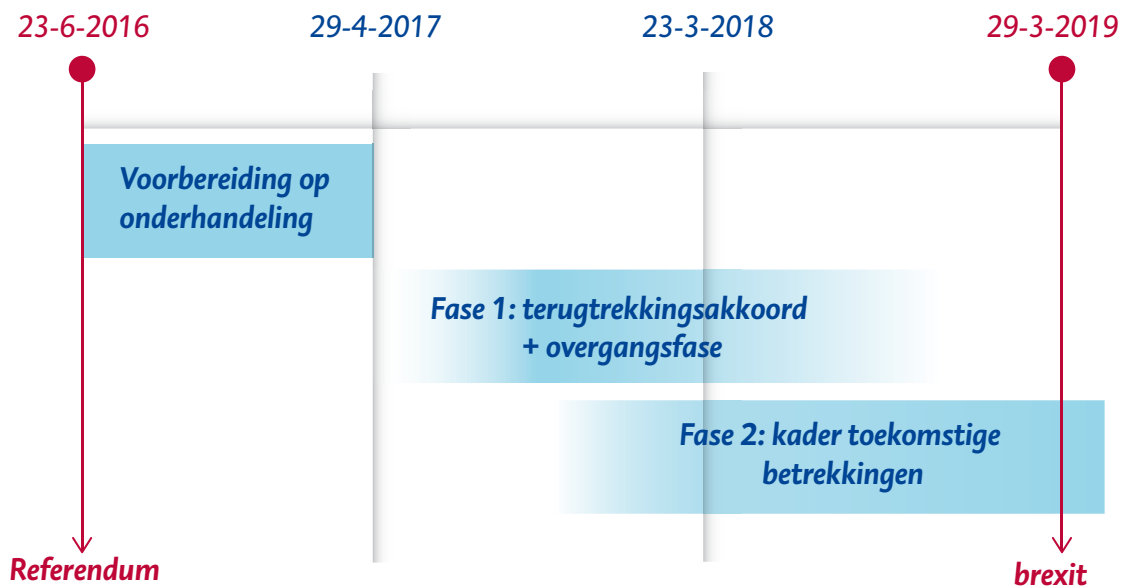 23-6-2016
29-4-2017
23-3-2018
29-3-2019
Voorbereiding op
onderhandeling
Fase 1: terugtrekkingsakkoord
+ overgangsfase
Fase 2: kader toekomstige
betrekkingen
Referendum
brexit